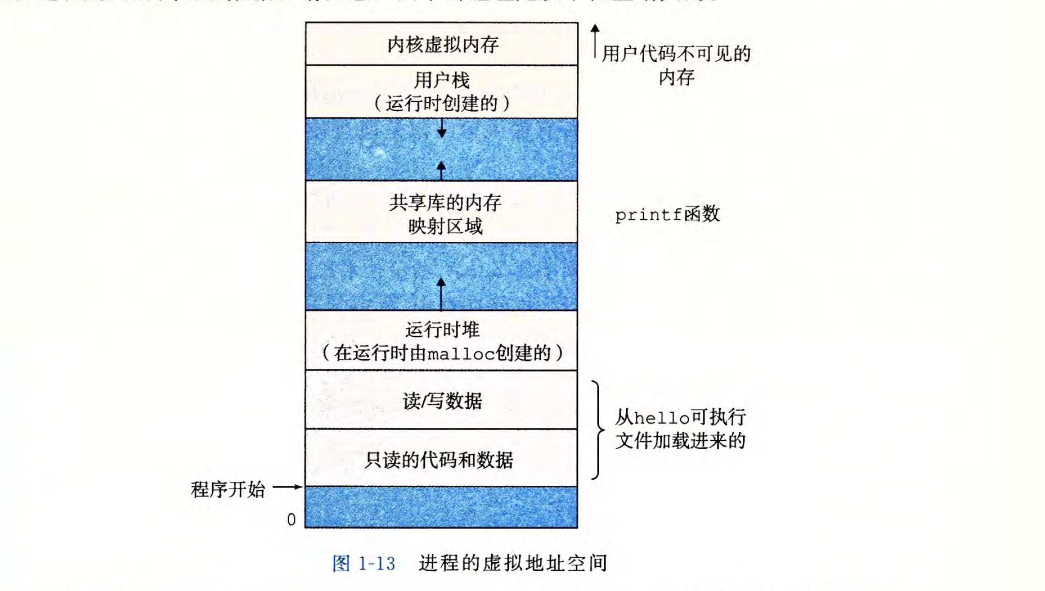 内核虚拟内存
用户代码不可见的
内存
用户栈
（运行时创建的）
共享库的内存
映射区域
printf函数
运行时堆
（在运行时由malloc创建的）
读/写数据
从hello可执行
文件加载进来的
只读的代码和数据
程序开始
0
图 1-13 进程的虚拟地址空间